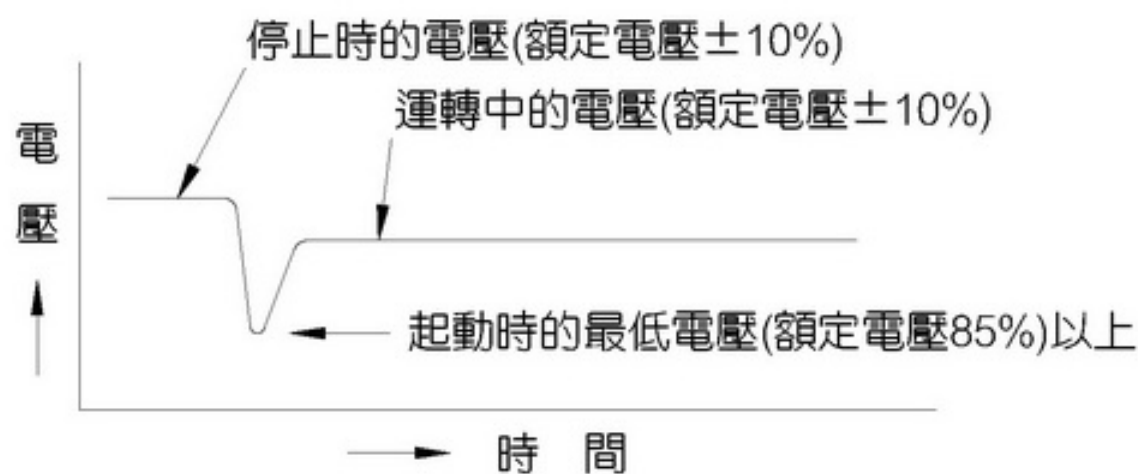 停止時的電壓(額定電壓±10%)
運轉中的電壓(額定電壓±10%)
電壓
起動時的最低電壓(額定電壓85%)以上
時 間